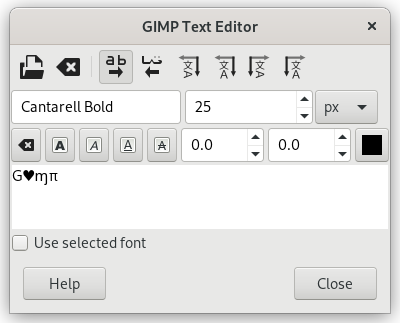 GIMP Text Editor
Cantarell Bold 25 px
0.0 0.0
G♥ɱπ
Use selected font
Help Close